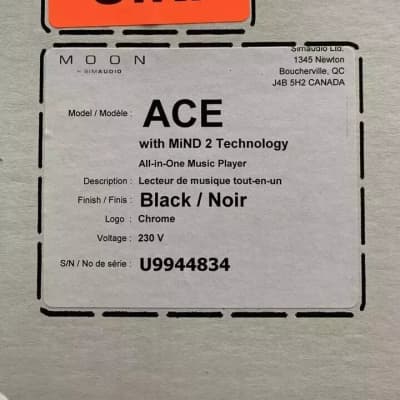 MOON
SIMAUDIO
Simaudio Ltd.
1345 Newton
Boucherville, QC
J4B 5H2 CANADA
Model / Modèle : ACE
with MiND 2 Technology
All-in-One Music Player
Description : Lecteur de musique tout-en-un
Finish / Finis : Black / Noir
Logo : Chrome
Voltage : 230 V
S/N / No de série : U9944834